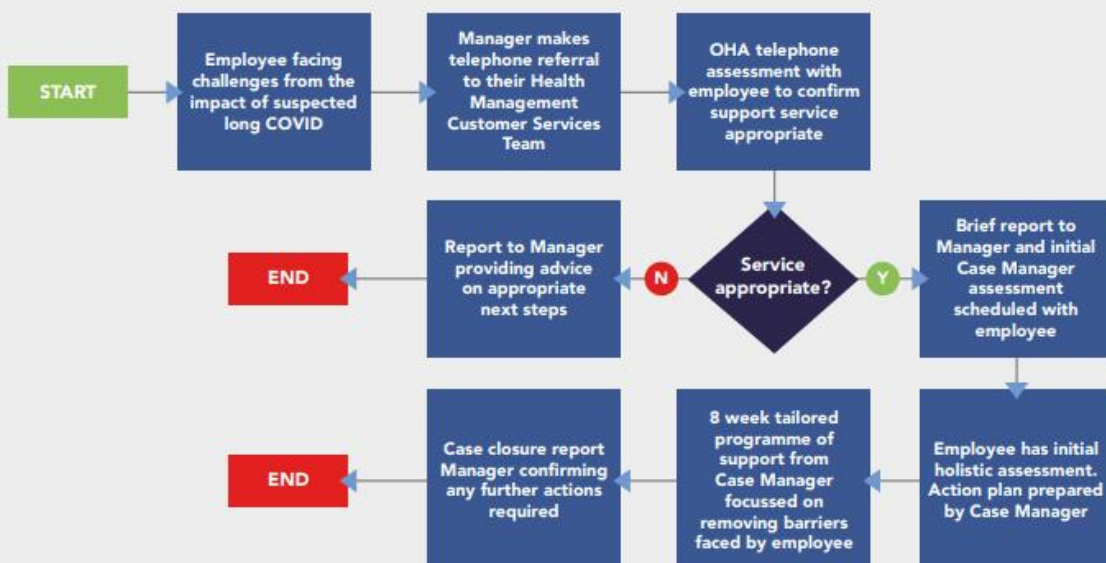 START
Employee facing
challenges from the
impact of suspected
long COVID
Manager makes
telephone referral
to their Health
Management
Customer Services
Team
OHA telephone
assessment with
employee to confirm
support service
appropriate
Service
appropriate?
N
Report to Manager
providing advice
on appropriate
next steps
END
Y
Brief report to
Manager and initial
Case Manager
assessment
scheduled with
employee
Employee has initial
holistic assessment.
Action plan prepared
by Case Manager
8 week tailored
programme of
support from
Case Manager
focussed on
removing barriers
faced by employee
Case closure report
Manager confirming
any further actions
required
END